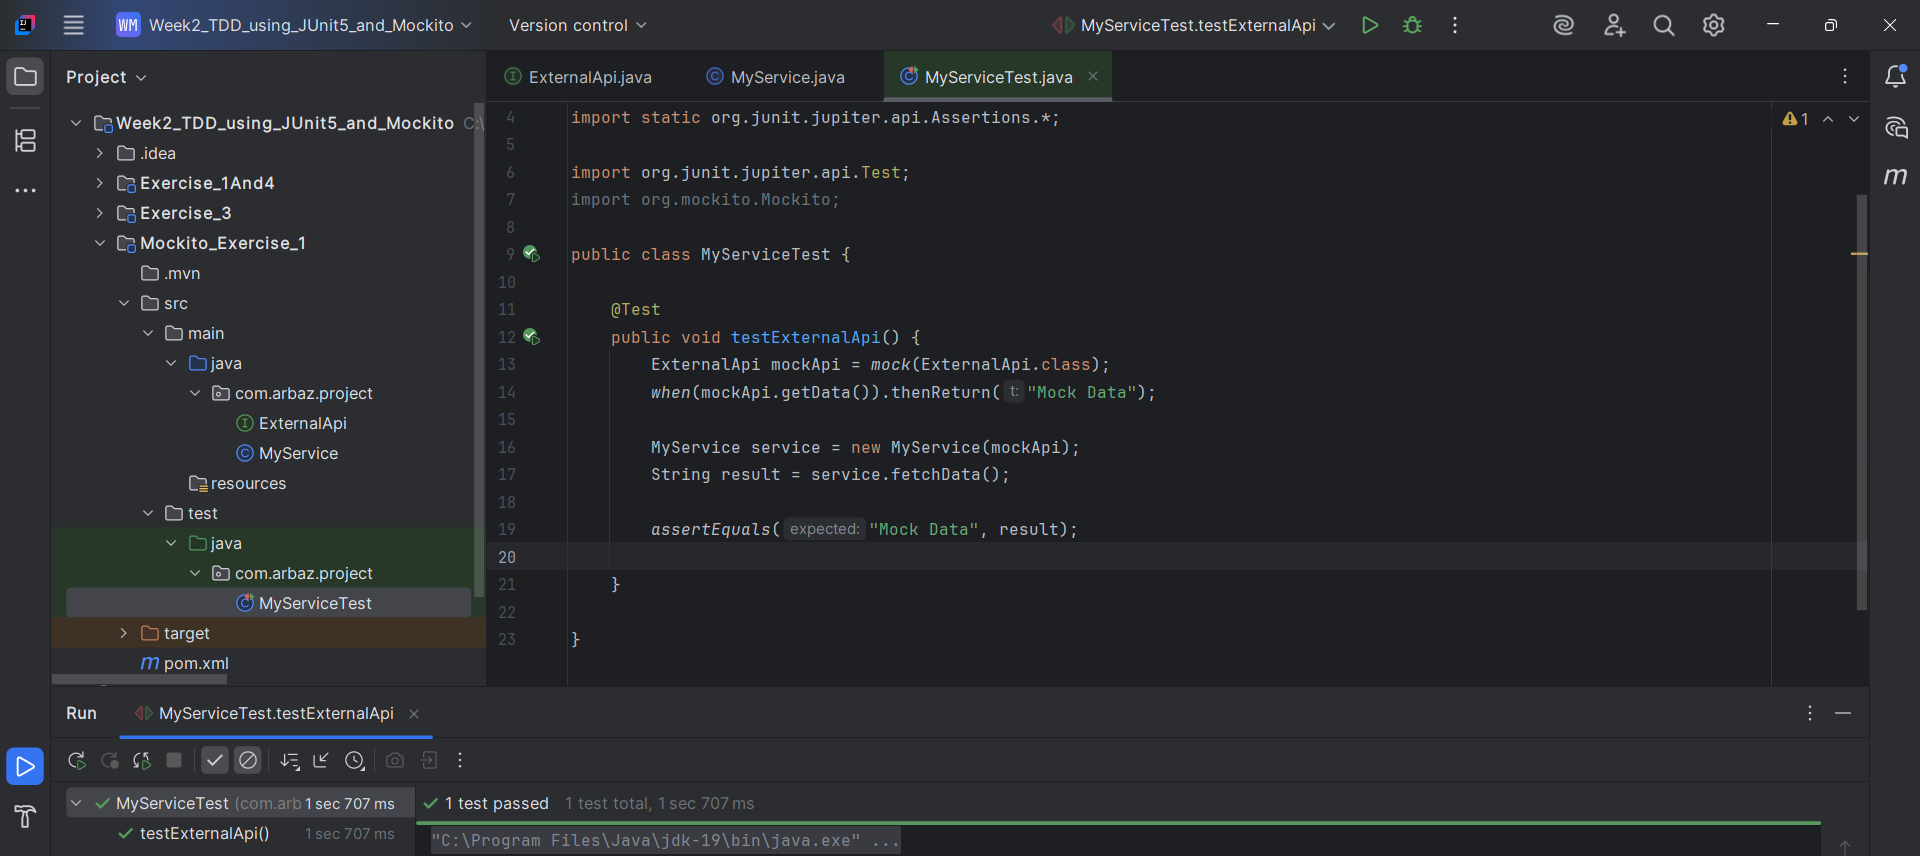 WM Week2_TDD_using_JUnit5_and_Mockito Version control MyServiceTest.testExternalApi
Project
Week2_TDD_using_JUnit5_and_Mockito C:\
.idea
Exercise_1And4
Exercise_3
Mockito_Exercise_1
.mvn
src
main
java
com.arbaz.project
ExternalApi
MyService
resources
test
java
com.arbaz.project
MyServiceTest
target
pom.xml
ExternalApi.java MyService.java MyServiceTest.java
1
4 import static org.junit.jupiter.api.Assertions.*;
5
6 import org.junit.jupiter.api.Test;
7 import org.mockito.Mockito;
8
9 public class MyServiceTest {
10
11 @Test
12 public void testExternalApi() {
13 ExternalApi mockApi = mock(ExternalApi.class);
14 when(mockApi.getData()).thenReturn( t: "Mock Data");
15
16 MyService service = new MyService(mockApi);
17 String result = service.fetchData();
18
19 assertEquals( expected: "Mock Data", result);
20
21 }
22
23 }
Run MyServiceTest.testExternalApi
MyServiceTest (com.arb 1 sec 707 ms
testExternalApi() 1 sec 707 ms
1 test passed 1 test total, 1 sec 707 ms
"C:\Program Files\Java\jdk-19\bin\java.exe" ...